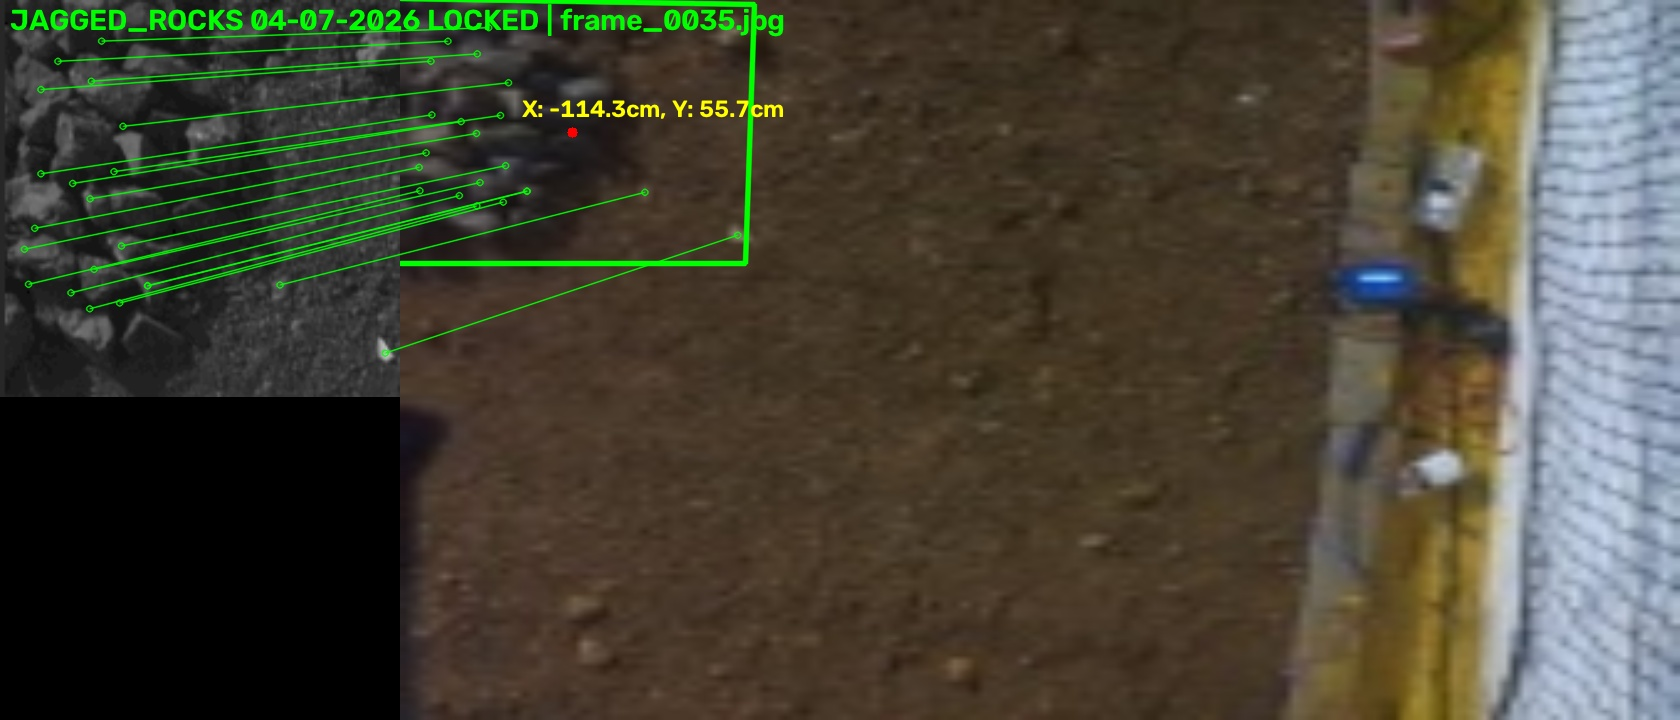 JAGGED_ROCKS 04-07-2026 LOCKED | frame_0035.jpg
X: -114.3cm, Y: 55.7cm